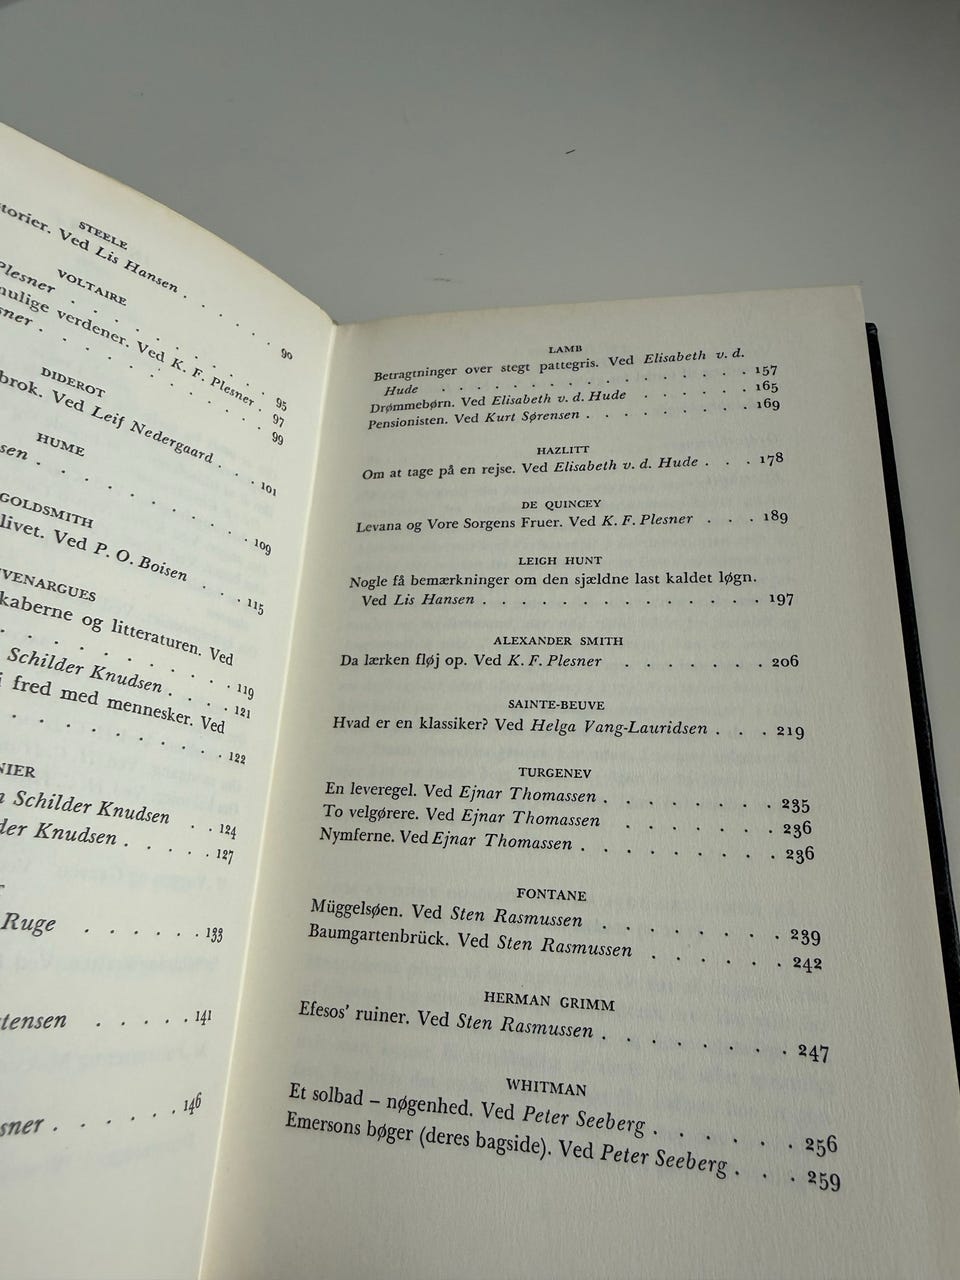 STEELE
Ved Lis Hansen . . . . . . 90
VOLTAIRE
Plesner . . . . . . . . . 95
verdener. Ved K. F. Plesner . 97
. . . . . . . . . 99
DIDEROT
Ved Leif Nedergaard . . 101
HUME
. . . . . . . . . 109
GOLDSMITH
livet. Ved P. O. Boisen . . . 115
og litteraturen. Ved
. . . . . . . . . 119
Schilder Knudsen . . . . 121
i fred med mennesker. Ved
. . . . . . . . . 122
Schilder Knudsen . . 124
Knudsen . . . . . 127
Ruge . . . . . . 133
. . . . . 141
. . . . . 146
LAMB
Betragtninger over stegt pattegris. Ved Elisabeth v. d.
Hude . . . . . . . . . . . . . . . 157
Drømmebørn. Ved Elisabeth v. d. Hude . . . . . 165
Pensionisten. Ved Kurt Sørensen . . . . . . . 169
HAZLITT
Om at tage på en rejse. Ved Elisabeth v. d. Hude . . . 178
DE QUINCEY
Levana og Vore Sorgens Fruer. Ved K. F. Plesner . . . 189
LEIGH HUNT
Nogle få bemærkninger om den sjældne last kaldet løgn.
Ved Lis Hansen . . . . . . . . . . . . . 197
ALEXANDER SMITH
Da lærken fløj op. Ved K. F. Plesner . . . . . . 206
SAINTE-BEUVE
Hvad er en klassiker? Ved Helga Vang-Lauridsen . . . 219
TURGENEV
En leveregel. Ved Ejnar Thomassen . . . . . . . 235
To velgørere. Ved Ejnar Thomassen . . . . . . 236
Nymferne. Ved Ejnar Thomassen . . . . . . . . 236
FONTANE
Müggelsøen. Ved Sten Rasmussen . . . . . . . 239
Baumgartenbrück. Ved Sten Rasmussen . . . . . 242
HERMAN GRIMM
Efesos' ruiner. Ved Sten Rasmussen . . . . . . . 247
WHITMAN
Et solbad – nøgenhed. Ved Peter Seeberg . . . . . . 256
Emersons bøger (deres bagside). Ved Peter Seeberg . . . 259